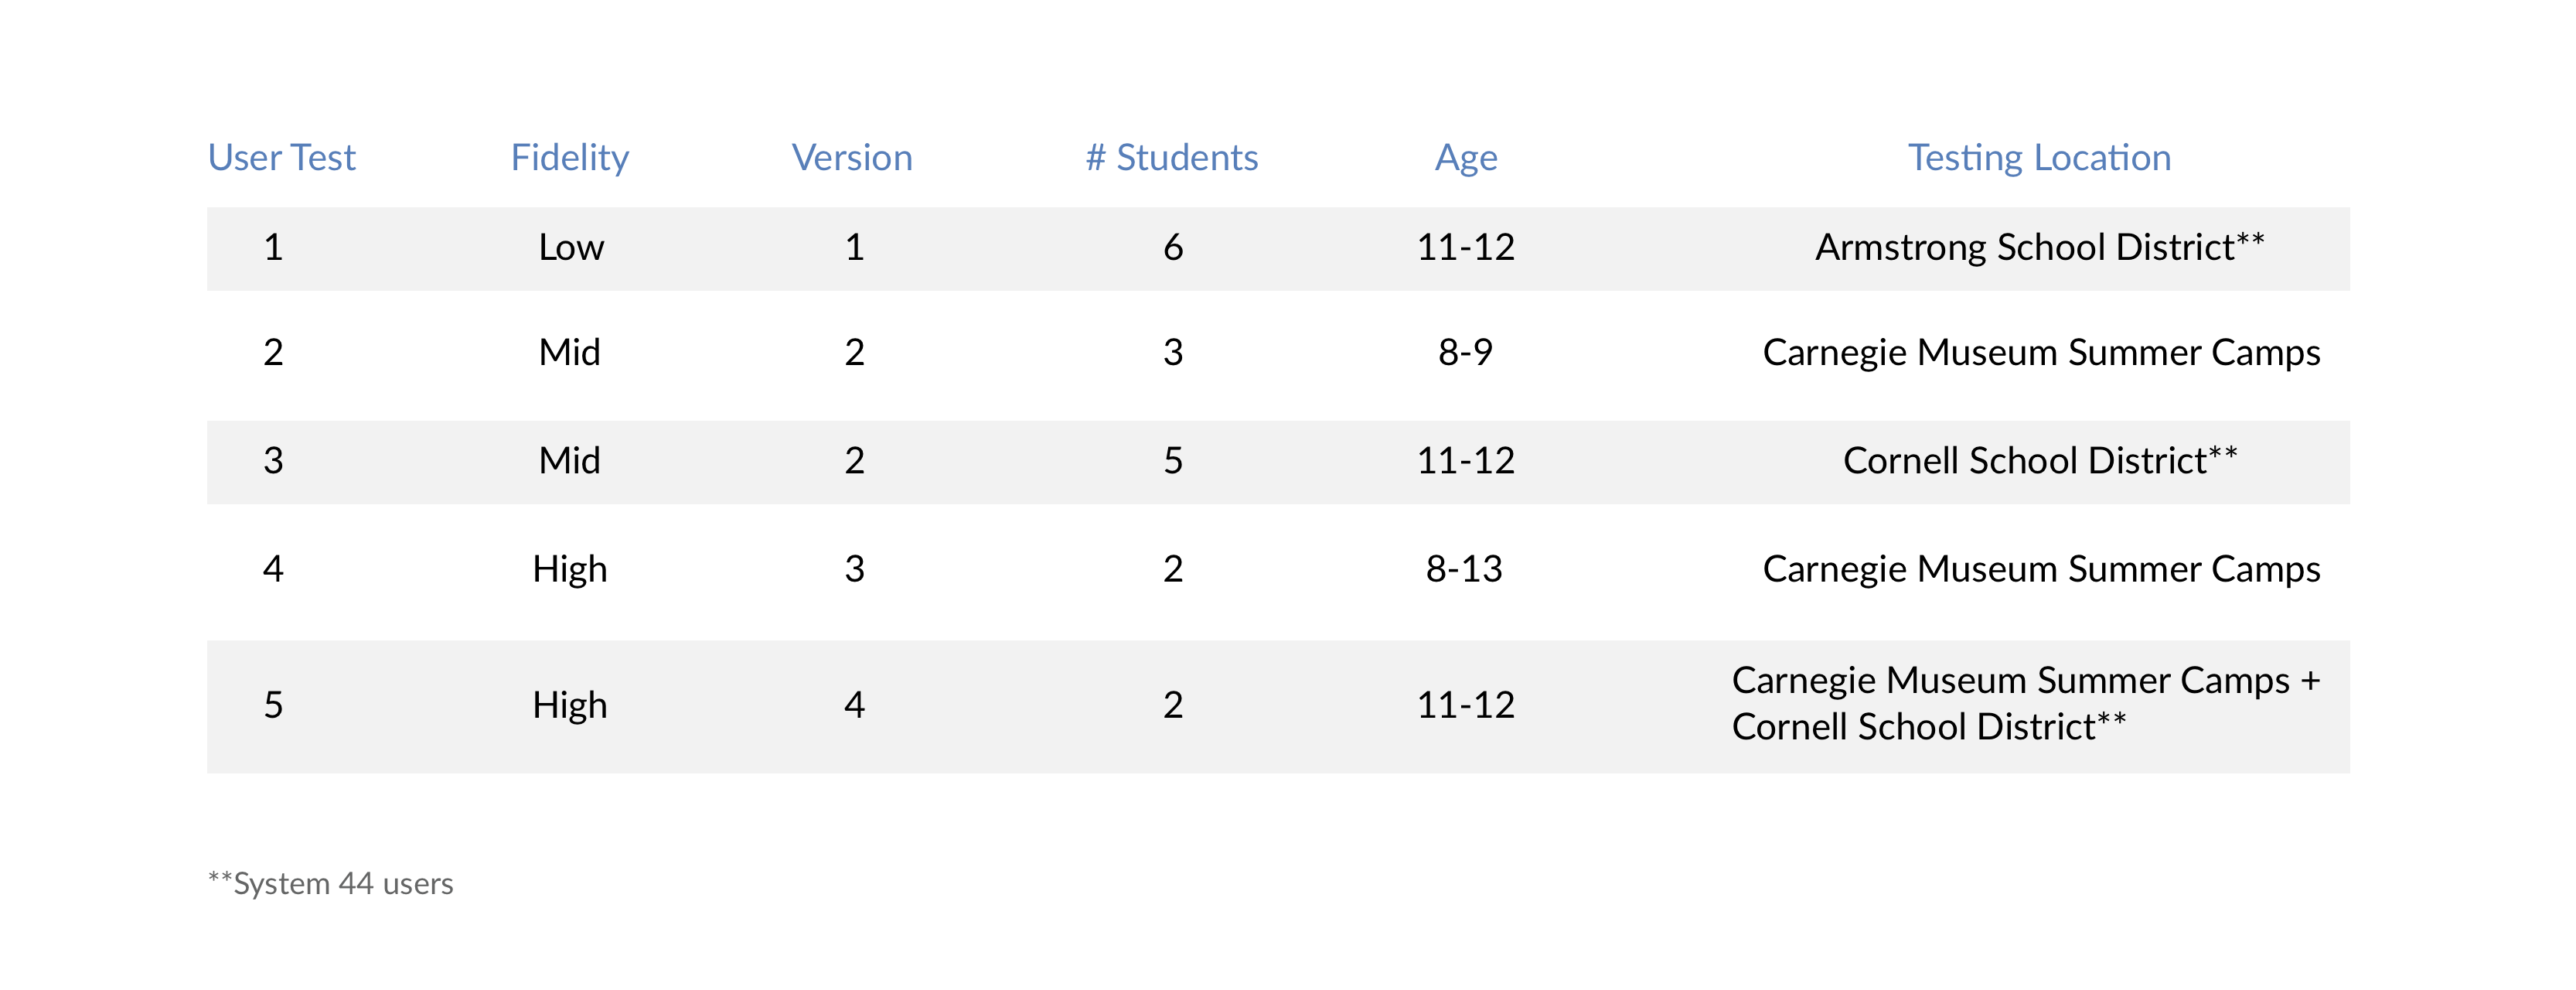 User Test Fidelity Version # Students Age Testing Location
1 Low 1 6 11-12 Armstrong School District**
2 Mid 2 3 8-9 Carnegie Museum Summer Camps
3 Mid 2 5 11-12 Cornell School District**
4 High 3 2 8-13 Carnegie Museum Summer Camps
5 High 4 2 11-12 Carnegie Museum Summer Camps +
Cornell School District**
**System 44 users